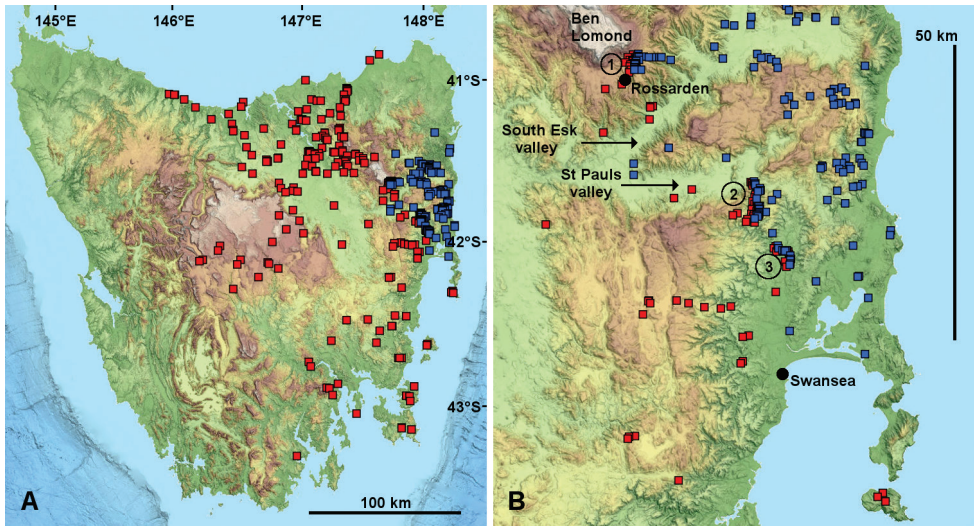 145°E 146°E 147°E 148°E
41°S
42°S
43°S
A
100 km
Ben
Lomond
50 km
1
Rossarden
South Esk
valley
St Pauls
valley
2
3
Swansea
B